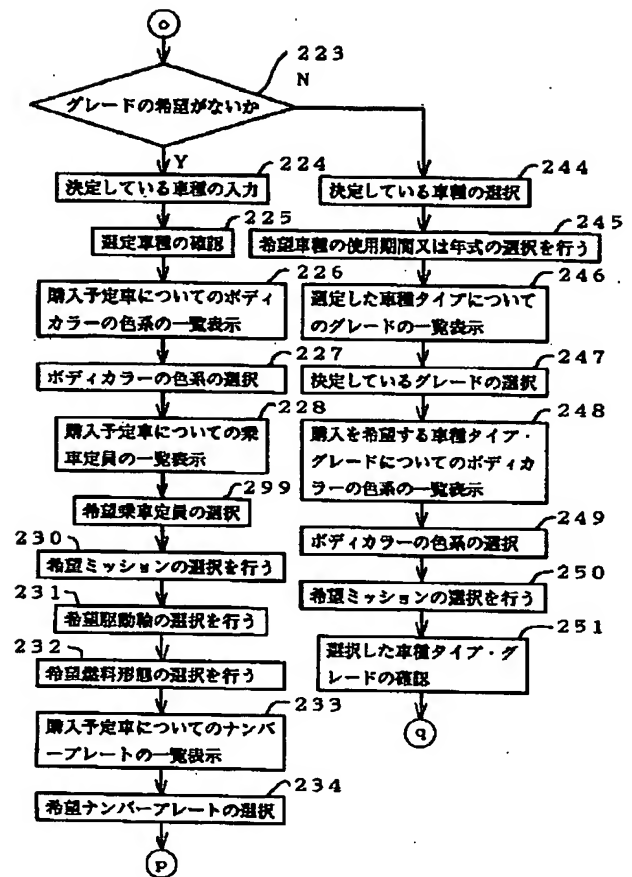 o
223
N
グレードの希望がないか
Y
224
決定している車種の入力
225
選定車種の確認
226
購入予定車についてのボディ
カラーの色系の一覧表示
227
ボディカラーの色系の選択
228
購入予定車についての乗
車定員の一覧表示
299
希望乗車定員の選択
230
希望ミッションの選択を行う
231
希望駆動輪の選択を行う
232
希望燃料形態の選択を行う
233
購入予定車についてのナンバ
ープレートの一覧表示
234
希望ナンバープレートの選択
p
244
決定している車種の選択
245
希望車種の使用期間又は年式の選択を行う
246
選定した車種タイプについて
のグレードの一覧表示
247
決定しているグレードの選択
248
購入を希望する車種タイプ・
グレードについてのボディカ
ラーの色系の一覧表示
249
ボディカラーの色系の選択
250
希望ミッションの選択を行う
251
選択した車種タイプ・グ
レードの確認
q